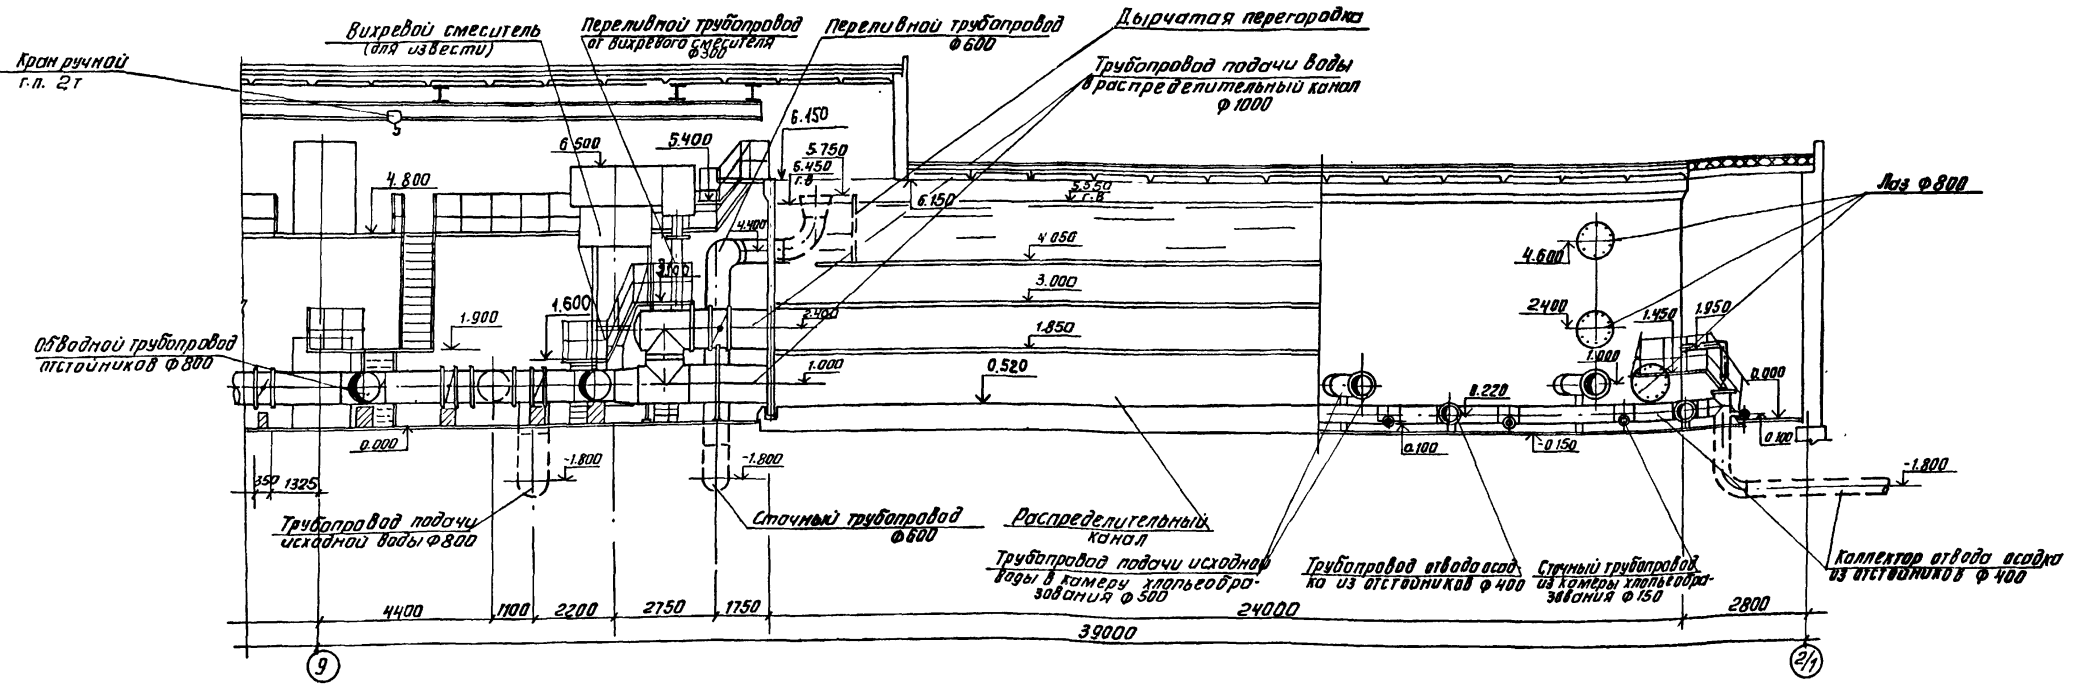 Вихревой смеситель
(для извести)
Переливной трубопровод
от вихревого смесителя
Ф300
Переливной трубопровод
Ф600
Дырчатая перегородка
Кран ручной
г.п. 2т
Трубопровод подачи воды
в распределительный канал
Ф1000
6.150
6.500
5.400
5.750
6.450
г.в
4.800
5.550
г.в
6.150
Лаз Ф800
4.400
4.050
4.600
3.000
2.400
2.400
1.600
1.900
1.450
1.950
1.850
Обводной трубопровод
отстойников Ф800
1.000
1.000
0.520
0.000
0.220
0.000
0.100
-0.150
0.100
-1.800
-1.800
-1.800
350
1325
Трубопровод подачи
исходной воды Ф800
Сточный трубопровод
Ф600
Распределительный
канал
Трубопровод подачи исходной
воды в камеру хлопьеобра-
зования Ф500
Трубопровод отвода осад-
ка из отстойников Ф400
Сточный трубопровод
из камеры хлопьеобра-
зования Ф150
Коллектор отвода осадка
из отстойников Ф400
4400
1100
2200
2750
1750
24000
2800
39000
9
2/1